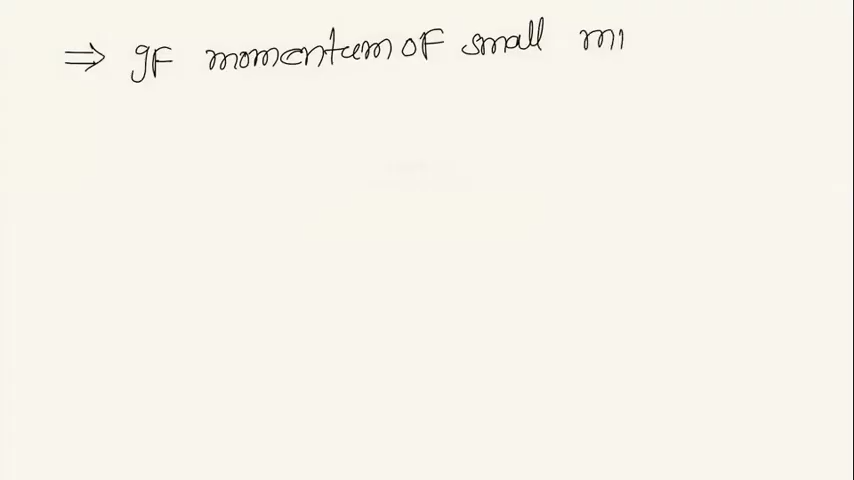 ⇒ If momentum of small